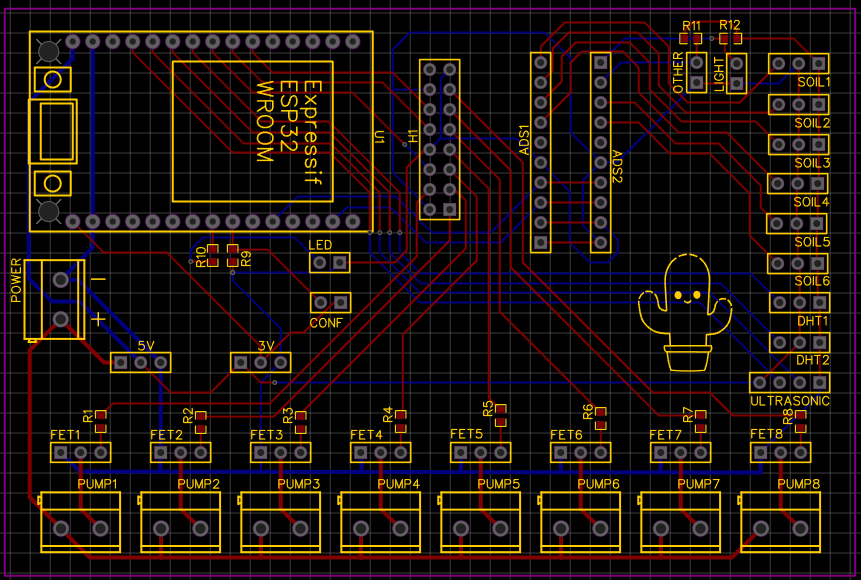 R11
R12
OTHER
LIGHT
SOIL1
SOIL2
SOIL3
SOIL4
SOIL5
SOIL6
DHT1
DHT2
ULTRASONIC
Expressif
ESP32
WROOM
U1
H1
ADS1
ADS2
R10
R9
LED
CONF
POWER
−
+
5V
3V
R1
R2
R3
R4
R5
R6
R7
R8
FET1
FET2
FET3
FET4
FET5
FET6
FET7
FET8
PUMP1
PUMP2
PUMP3
PUMP4
PUMP5
PUMP6
PUMP7
PUMP8